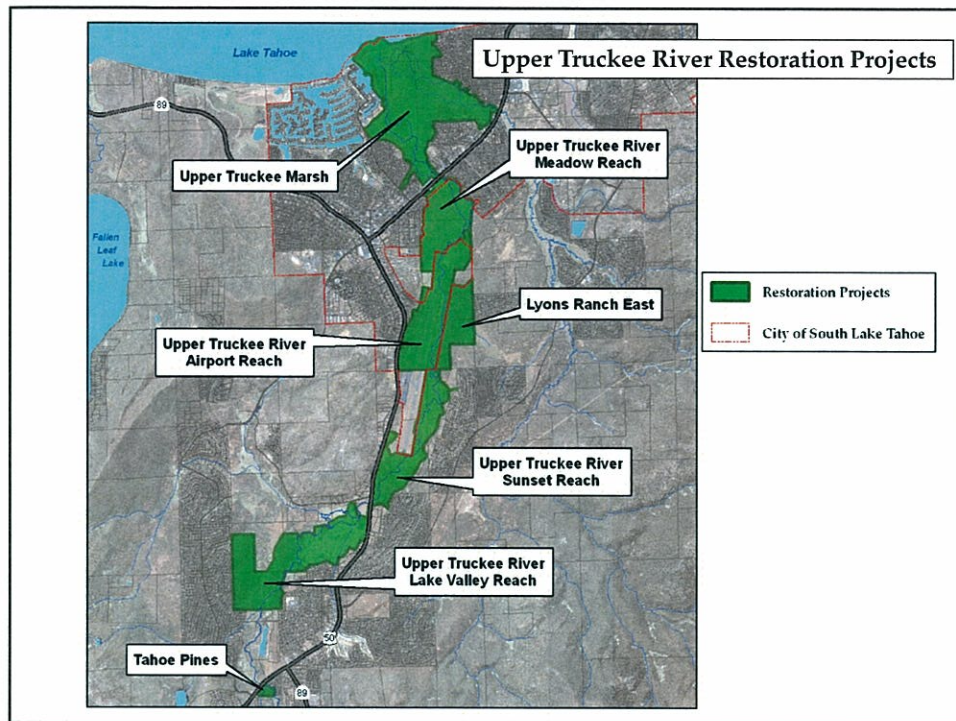 Upper Truckee River Restoration Projects
Lake Tahoe
89
Upper Truckee Marsh
Upper Truckee River
Meadow Reach
Fallen
Leaf
Lake
Restoration Projects
City of South Lake Tahoe
Lyons Ranch East
Upper Truckee River
Airport Reach
Upper Truckee River
Sunset Reach
Upper Truckee River
Lake Valley Reach
50
Tahoe Pines
89